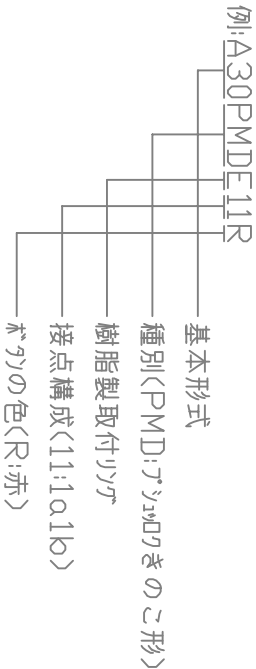 例:A30PMDE11R
基本形式
種別(PMD:プッシュロックきのこ形)
樹脂製取付リング
接点構成(11:1a1b)
ボタンの色(R:赤)